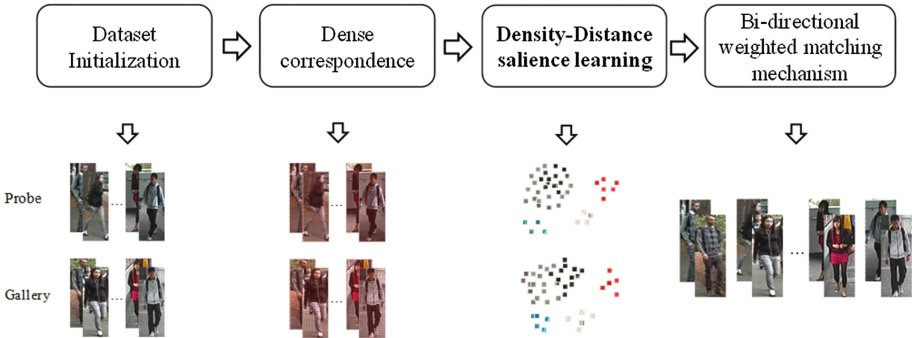 Dataset
Initialization
Dense
correspondence
Density-Distance
salience learning
Bi-directional
weighted matching
mechanism
Probe
...
...
...
Gallery
...
...